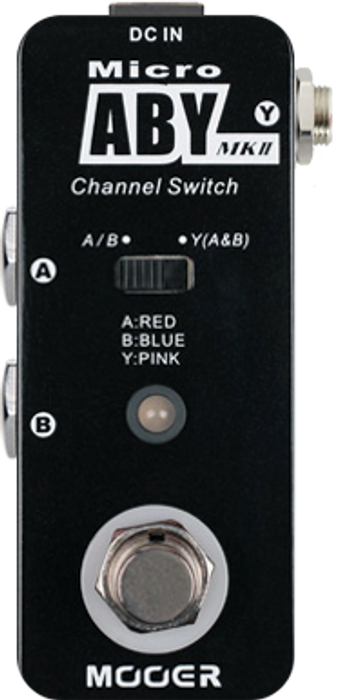 DC IN
Micro
ABY MKII
Y
Channel Switch
A/B• •Y(A&B)
A
A:RED
B:BLUE
Y:PINK
B
MOOER